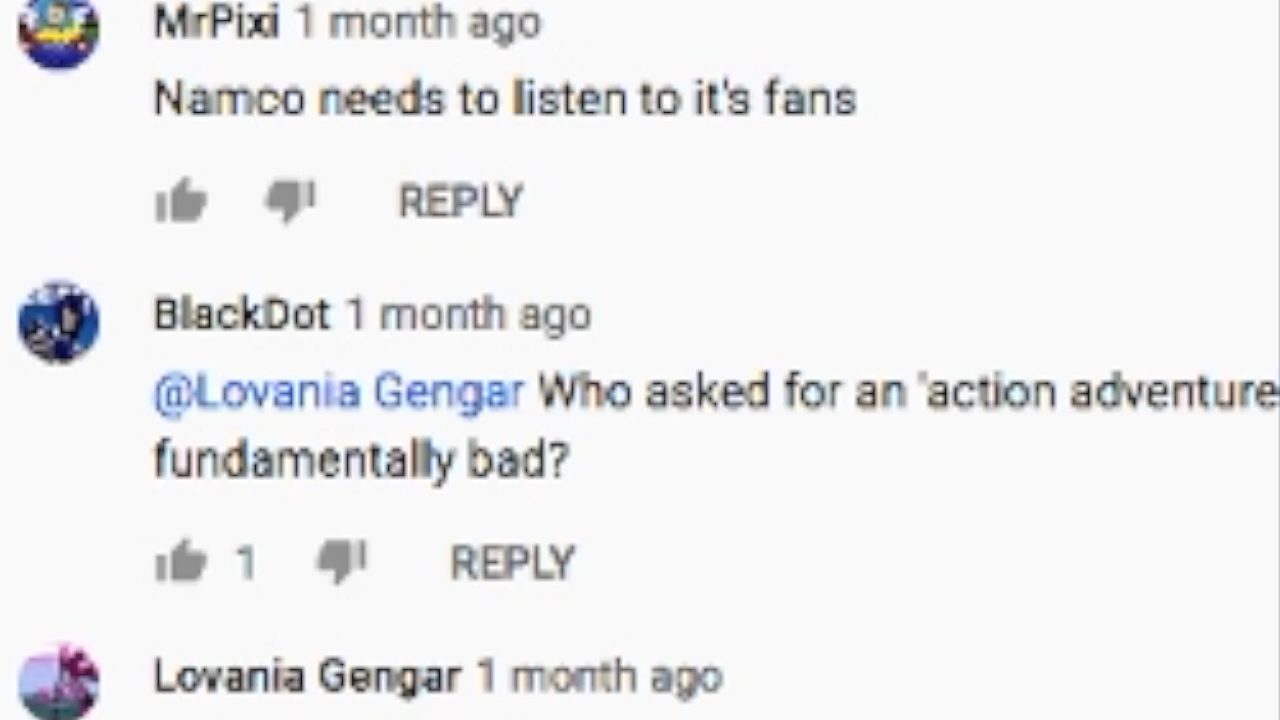 MrPixi 1 month ago
Namco needs to listen to it's fans
REPLY
BlackDot 1 month ago
@Lovania Gengar Who asked for an 'action adventure
fundamentally bad?
1 REPLY
Lovania Gengar 1 month ago